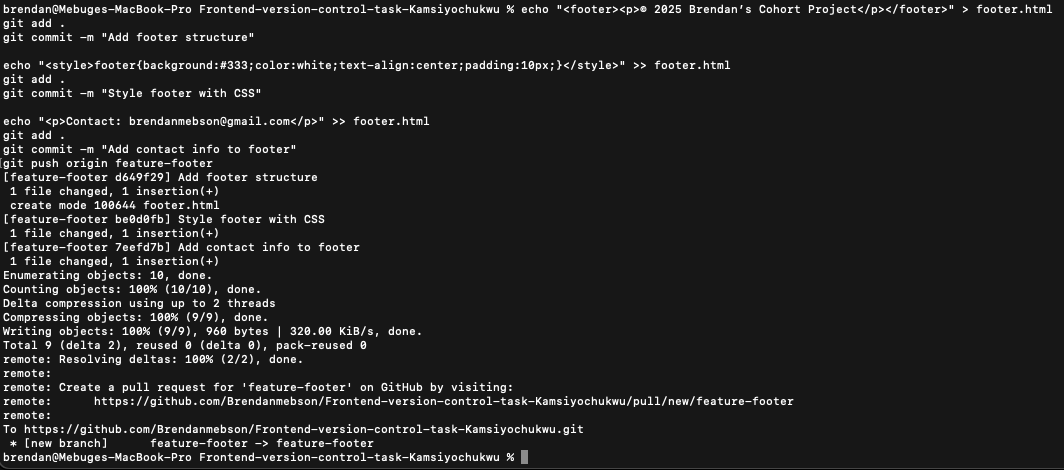 brendan@Mebuges-MacBook-Pro Frontend-version-control-task-Kamsiyochukwu % echo "<footer><p>© 2025 Brendan’s Cohort Project</p></footer>" > footer.html
git add .
git commit -m "Add footer structure"
echo "<style>footer{background:#333;color:white;text-align:center;padding:10px;}</style>" >> footer.html
git add .
git commit -m "Style footer with CSS"
echo "<p>Contact: brendanmebson@gmail.com</p>" >> footer.html
git add .
git commit -m "Add contact info to footer"
git push origin feature-footer
[feature-footer d649f29] Add footer structure
 1 file changed, 1 insertion(+)
 create mode 100644 footer.html
[feature-footer be0d0fb] Style footer with CSS
 1 file changed, 1 insertion(+)
[feature-footer 7eefd7b] Add contact info to footer
 1 file changed, 1 insertion(+)
Enumerating objects: 10, done.
Counting objects: 100% (10/10), done.
Delta compression using up to 2 threads
Compressing objects: 100% (9/9), done.
Writing objects: 100% (9/9), 960 bytes | 320.00 KiB/s, done.
Total 9 (delta 2), reused 0 (delta 0), pack-reused 0
remote: Resolving deltas: 100% (2/2), done.
remote:
remote: Create a pull request for 'feature-footer' on GitHub by visiting:
remote:      https://github.com/Brendanmebson/Frontend-version-control-task-Kamsiyochukwu/pull/new/feature-footer
remote:
To https://github.com/Brendanmebson/Frontend-version-control-task-Kamsiyochukwu.git
 * [new branch]      feature-footer -> feature-footer
brendan@Mebuges-MacBook-Pro Frontend-version-control-task-Kamsiyochukwu %